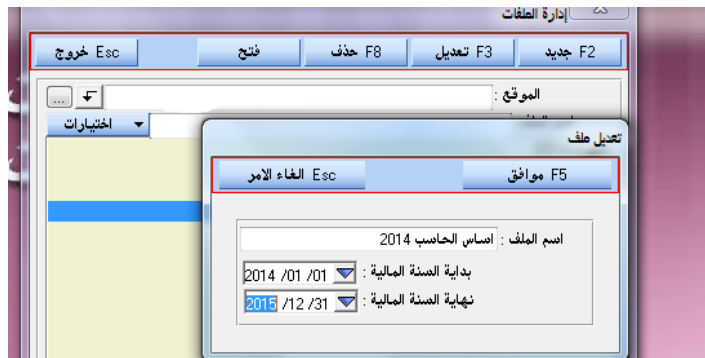 إدارة الملفات
F2 جديد F3 تعديل F8 حذف فتح Esc خروج
الموقع :
...
اختيارات
تعديل ملف
F5 موافق Esc الغاء الامر
اسم الملف : اساس الحاسب 2014
بداية السنة المالية : 01/ 01/ 2014
نهاية السنة المالية : 31/ 12/ 2015